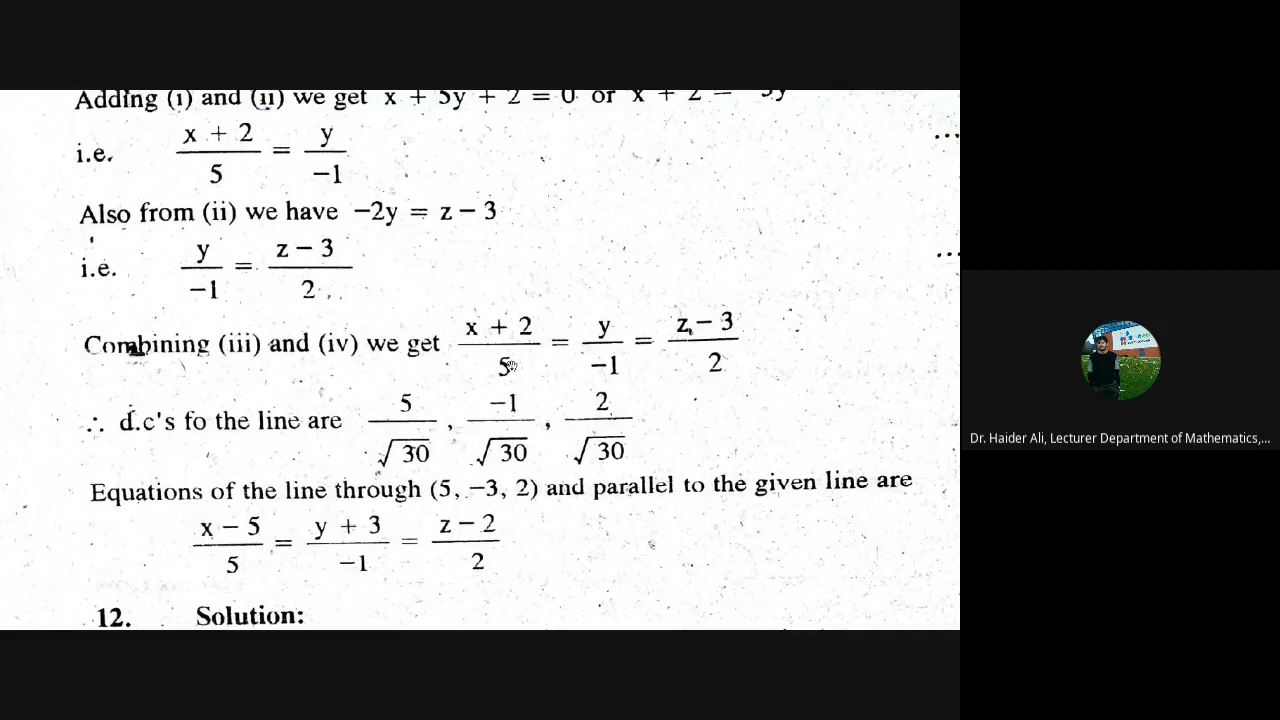 Adding (i) and (ii) we get x + 5y + 2 = 0 or x + 2 = -5y
i.e. x + 2 / 5 = y / -1 ...
Also from (ii) we have -2y = z - 3
i.e. y / -1 = z - 3 / 2 ...
Combining (iii) and (iv) we get x + 2 / 5 = y / -1 = z - 3 / 2
∴ d.c's fo the line are 5 / √30 , -1 / √30 , 2 / √30
Equations of the line through (5, -3, 2) and parallel to the given line are
x - 5 / 5 = y + 3 / -1 = z - 2 / 2
12. Solution:
Dr. Haider Ali, Lecturer Department of Mathematics,...